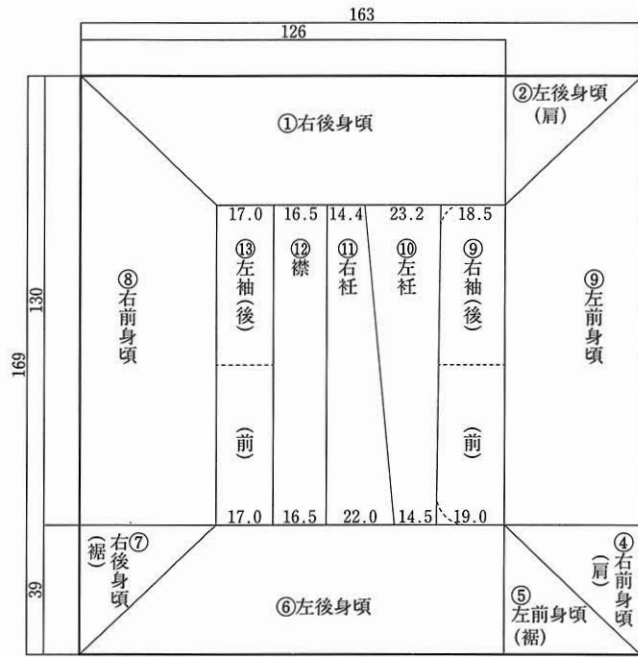 163
126
①右後身頃
②左後身頃
(肩)
17.0
16.5
14.4
23.2
18.5
⑬左袖(後)
⑫襟
⑪右衽
⑩左衽
⑨右袖(後)
⑧右前身頃
⑨左前身頃
130
169
(前)
(前)
17.0
16.5
22.0
14.5
19.0
39
⑦右後身頃
(裾)
⑥左後身頃
⑤
左前身頃
(裾)
④右前身頃
(肩)